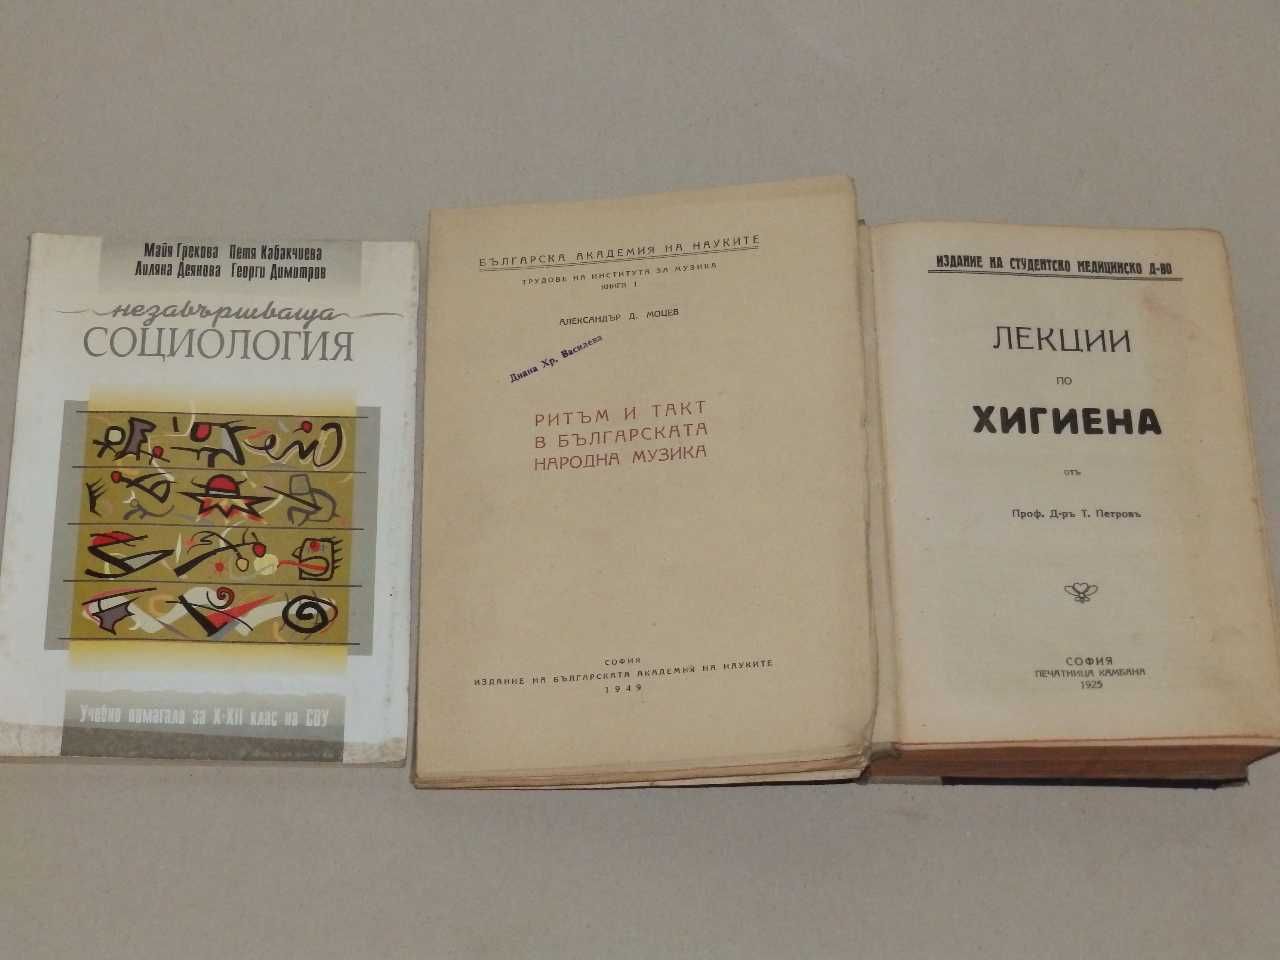 Майя Грекова Петя Кабакчиева
Лиляна Деянова Георги Димитров
незавършваща
СОЦИОЛОГИЯ
Учебно помагало за X-XII клас на СОУ
БЪЛГАРСКА АКАДЕМИЯ НА НАУКИТЕ
ТРУДОВЕ НА ИНСТИТУТА ЗА МУЗИКА
КНИГА I
АЛЕКСАНДЪР Д. МОЦЕВ
Диана Хр. Василева
РИТЪМ И ТАКТ
В БЪЛГАРСКАТА
НАРОДНА МУЗИКА
СОФИЯ
ИЗДАНИЕ НА БЪЛГАРСКАТА АКАДЕМИЯ НА НАУКИТЕ
1949
ИЗДАНИЕ НА СТУДЕНТСКО МЕДИЦИНСКО Д-ВО
ЛЕКЦИИ
ПО
ХИГИЕНА
отъ
Проф. Д-ръ Т. Петровъ
СОФИЯ
ПЕЧАТНИЦА КАМБАНА
1925